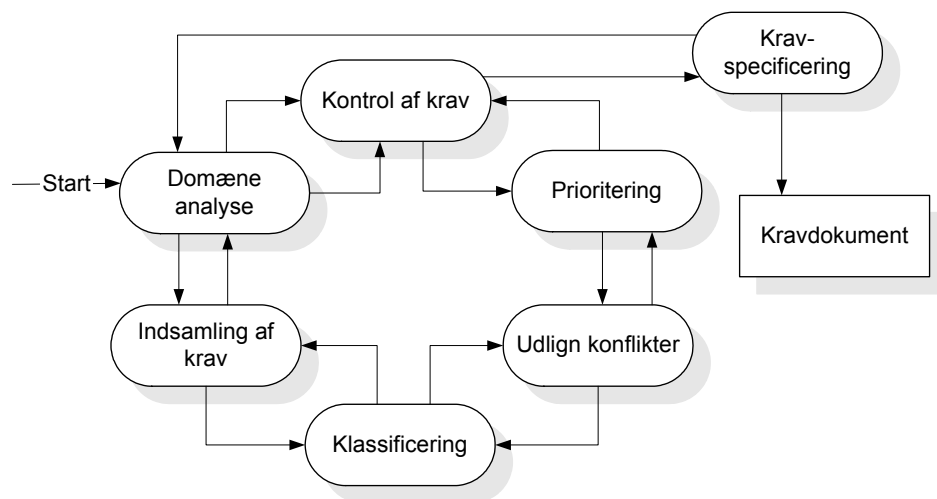 Krav-
specificering
Kontrol af krav
Start
Domæne
analyse
Prioritering
Kravdokument
Indsamling af
krav
Udlign konflikter
Klassificering